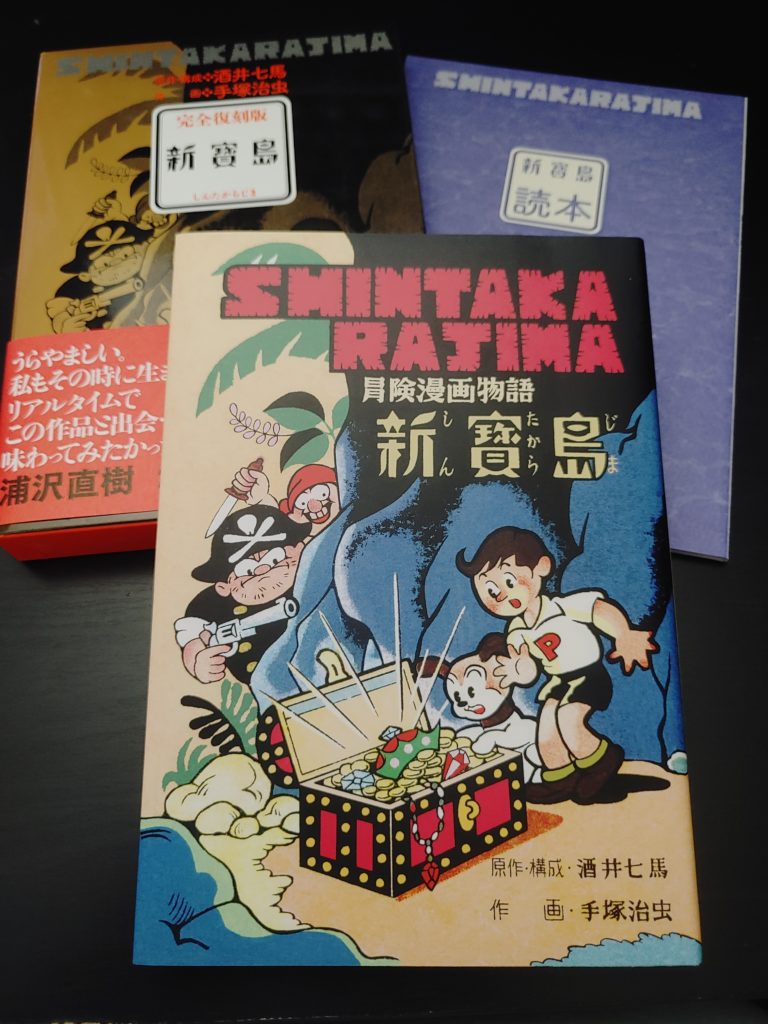 SHINTAKARAJIMA
酒井七馬
画✣手塚治虫
完全復刻版
新寶島
しんたからじま
うらやましい。
私もその時に生ま
リアルタイムで
この作品と出会
味わってみたかっ
浦沢直樹
SHINTAKARAJIMA
新寶島
読本
SHINTAKA
RAJIMA
冒険漫画物語
新寶島
しん たから じま
P
原作・構成・酒井七馬
作 画・手塚治虫